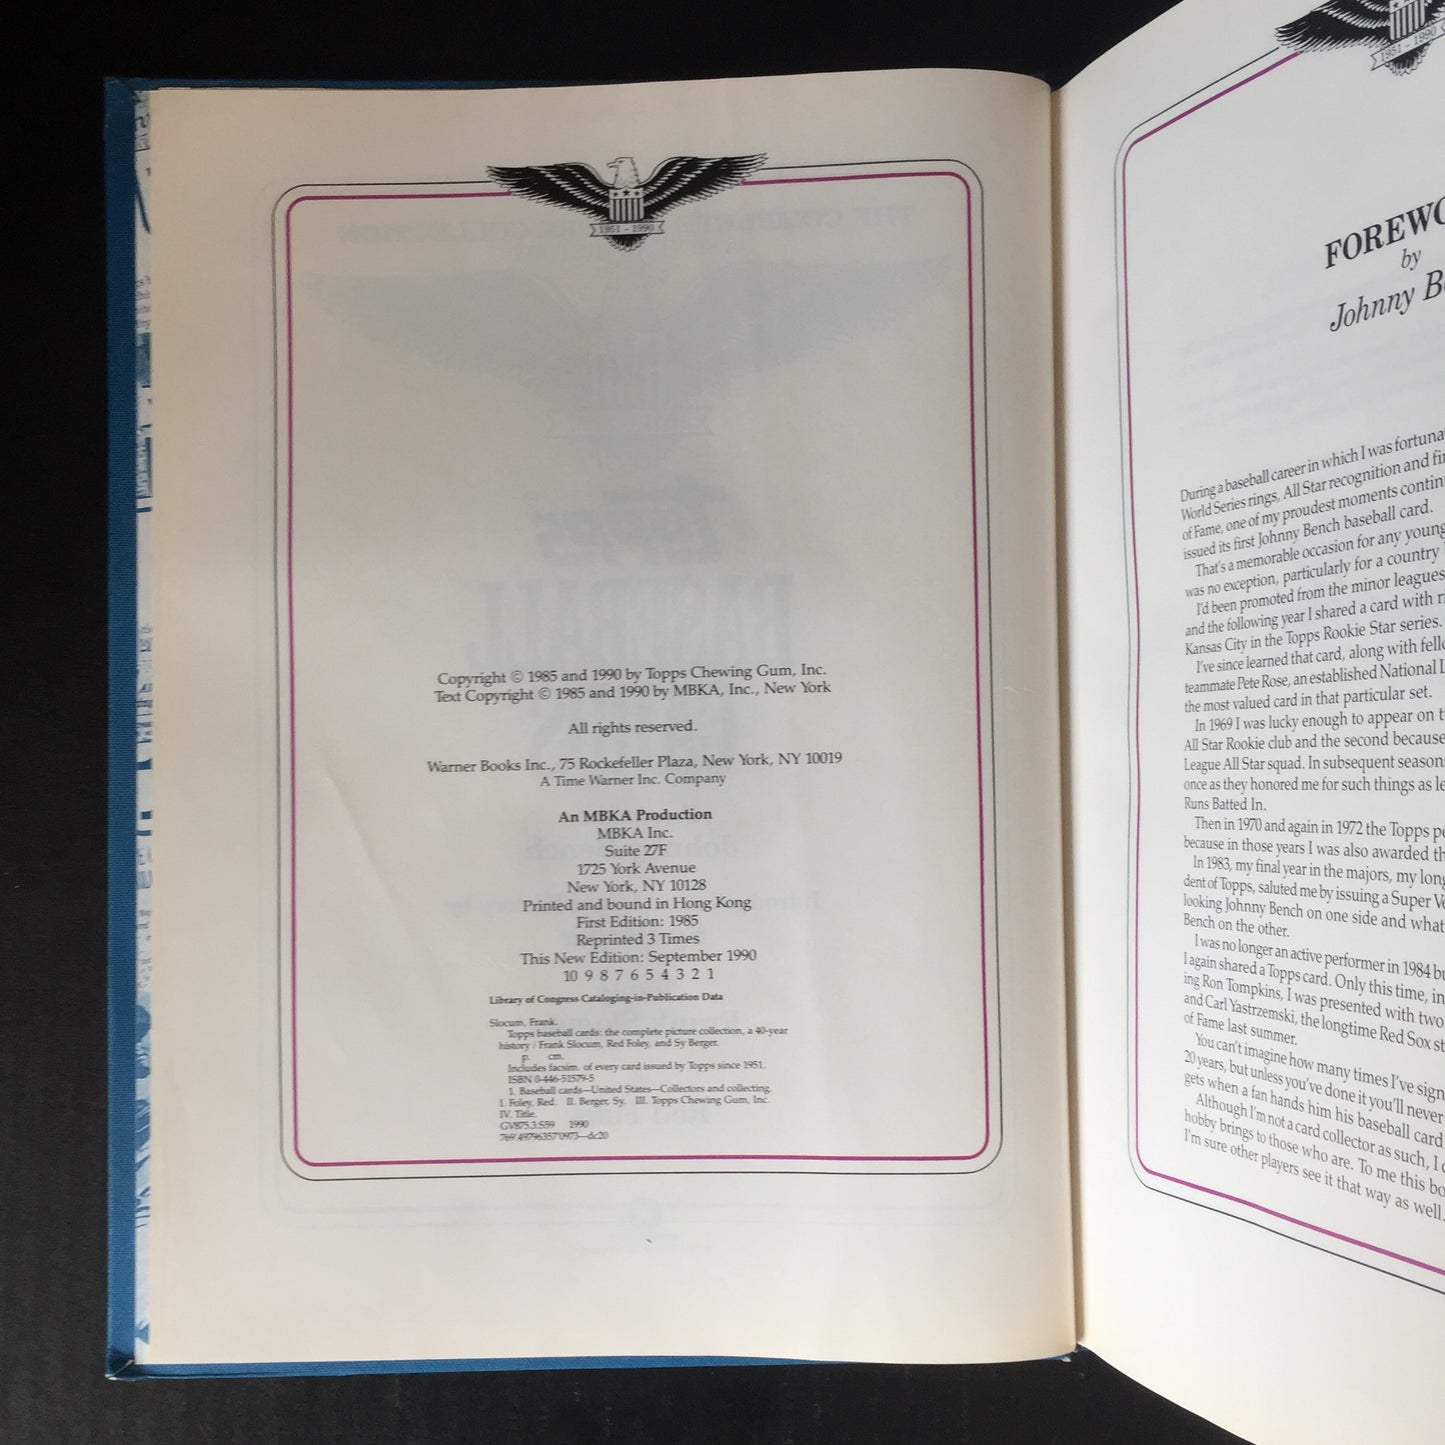 1951 - 1990
Copyright © 1985 and 1990 by Topps Chewing Gum, Inc.
Text Copyright © 1985 and 1990 by MBKA, Inc., New York
All rights reserved.
Warner Books Inc., 75 Rockefeller Plaza, New York, NY 10019
A Time Warner Inc. Company
An MBKA Production
MBKA Inc.
Suite 27F
1725 York Avenue
New York, NY 10128
Printed and bound in Hong Kong
First Edition: 1985
Reprinted 3 Times
This New Edition: September 1990
10 9 8 7 6 5 4 3 2 1
Library of Congress Cataloging-in-Publication Data
Slocum, Frank.
Topps baseball cards: the complete picture collection, a 40-year
history / Frank Slocum, Red Foley, and Sy Berger.
p. cm.
Includes facsim. of every card issued by Topps since 1951.
ISBN 0-446-51579-5
1. Baseball cards—United States—Collectors and collecting.
I. Foley, Red. II. Berger, Sy. III. Topps Chewing Gum, Inc.
IV. Title.
GV875.3.S59 1990
769'.49796357'0973—dc20
1951 - 1990
by
Johnny
During a baseball career in which I was
World Series rings, All Star recognition and
of Fame, one of my proudest moments
issued its first Johnny Bench baseball card.
That's a memorable occasion for any young
was no exception, particularly for a country
I'd been promoted from the minor leagues
and the following year I shared a card with
Kansas City in the Topps Rookie Star series.
I've since learned that card, along with
teammate Pete Rose, an established National
the most valued card in that particular set.
In 1969 I was lucky enough to appear on
All Star Rookie club and the second because
League All Star squad. In subsequent
once as they honored me for such things as
Runs Batted In.
Then in 1970 and again in 1972 the Topps
because in those years I was also awarded
In 1983, my final year in the majors, my
dent of Topps, saluted me by issuing a Super
looking Johnny Bench on one side and what
Bench on the other.
I was no longer an active performer in 1984
I again shared a Topps card. Only this time,
ing Ron Tompkins, I was presented with two
and Carl Yastrzemski, the longtime Red Sox
of Fame last summer.
You can't imagine how many times I've
20 years, but unless you've done it you'll never
gets when a fan hands him his baseball card
Although I'm not a card collector as such, I
hobby brings to those who are. To me this
I'm sure other players see it that way as well.